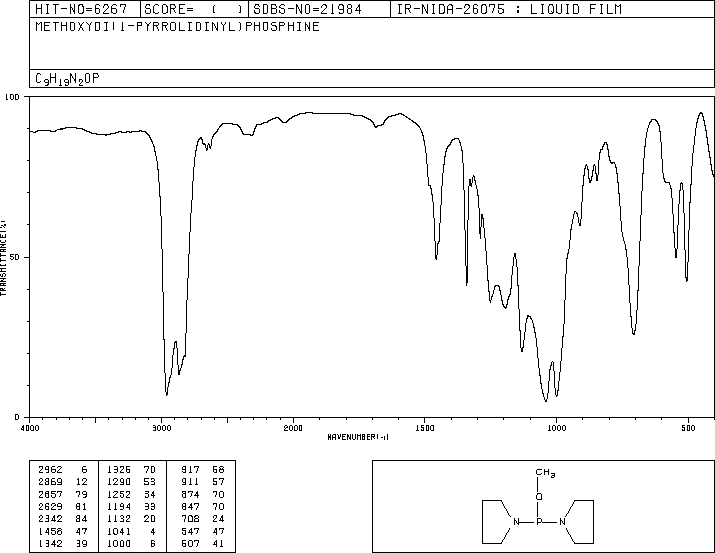 HIT-NO=6267 SCORE= ( ) SDBS-NO=21984 IR-NIDA-26075 : LIQUID FILM
METHOXYDI(1-PYRROLIDINYL)PHOSPHINE
C9H19N2OP
100
50
0
TRANSMITTANCE(%)
4000 3000 2000 1500 1000 500
WAVENUMBER(-1)
2962 6 1326 70 917 68
2869 12 1290 53 911 57
2657 79 1252 34 874 70
2629 81 1194 33 847 70
2342 84 1132 20 708 24
1458 47 1041 4 547 47
1342 39 1000 6 507 41
CH3
O
N P N